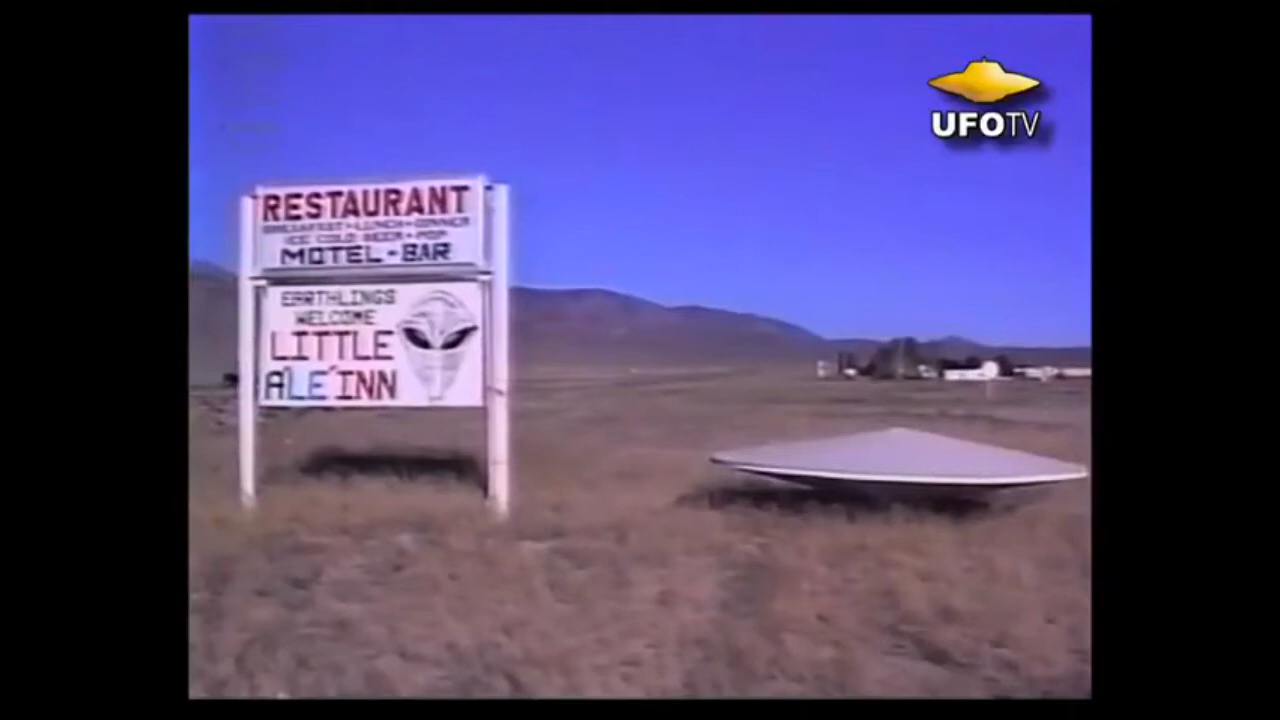 RESTAURANT
BREAKFAST - LUNCH - DINNER
ICE COLD BEER - POP
MOTEL - BAR
EARTHLINGS
WELCOME
LITTLE
A'LE'INN
UFOTV